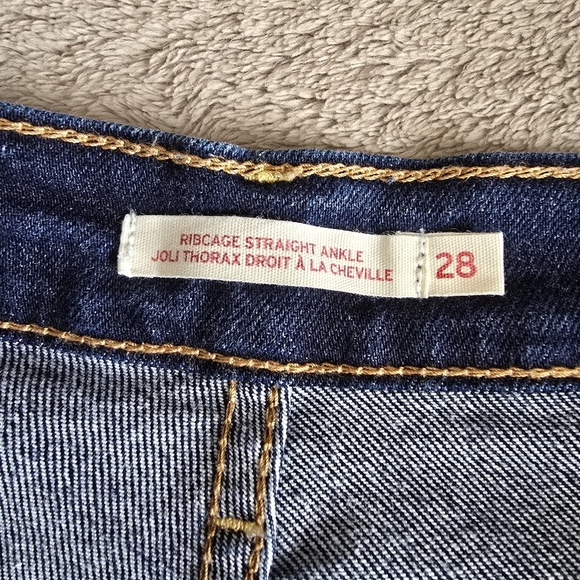 RIBCAGE STRAIGHT ANKLE
JOLI THORAX DROIT À LA CHEVILLE
28